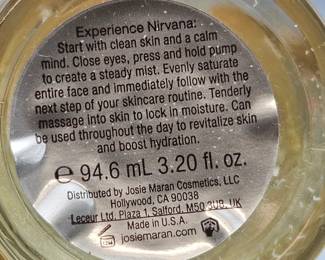 Experience Nirvana:
Start with clean skin and a calm
mind. Close eyes, press and hold pump
to create a steady mist. Evenly saturate
entire face and immediately follow with the
next step of your skincare routine. Tenderly
massage into skin to lock in moisture. Can
be used throughout the day to revitalize skin
and boost hydration.
℮ 94.6 mL 3.20 fl. oz.
Distributed by Josie Maran Cosmetics, LLC
Hollywood, CA 90038
Leceur Ltd. Plaza 1, Salford, M50 3UB, UK
Made in U.S.A.
josiemaran.com